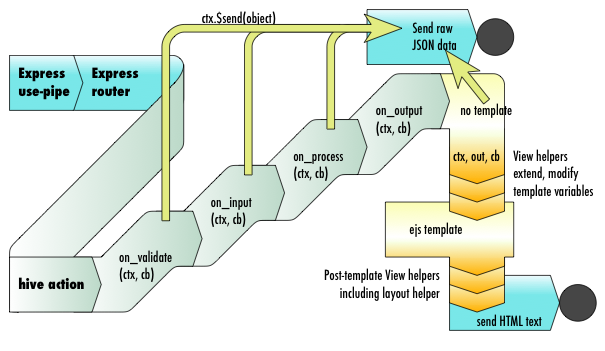 ctx.$send(object)
Send raw
JSON data
Express
use-pipe
Express
router
no template
on_output
(ctx, cb)
on_process
(ctx, cb)
on_input
(ctx, cb)
on_validate
(ctx, cb)
hive action
ctx, out, cb
View helpers
extend, modify
template variables
ejs template
Post-template View helpers
including layout helper
send HTML text